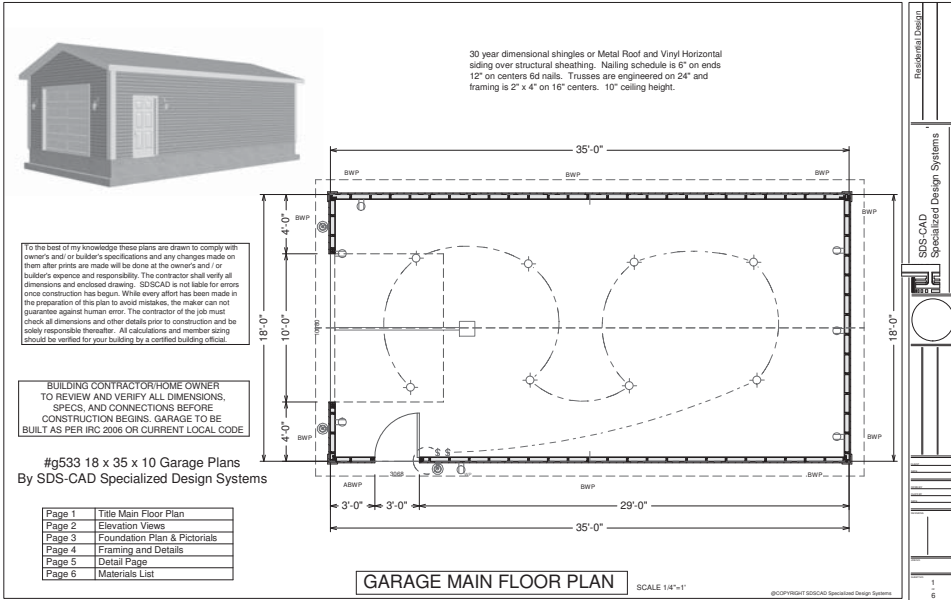 30 year dimensional shingles or Metal Roof and Vinyl Horizontal
siding over structural sheathing. Nailing schedule is 6" on ends
12" on centers 6d nails. Trusses are engineered on 24" and
framing is 2" x 4" on 16" centers. 10" ceiling height.
35'-0"
BWP
BWP
BWP
BWP
BWP
4'-0"
18'-0"
10'-0"
18'-0"
4'-0"
BWP
BWP
$ $
3068
ABWP
BWP
BWP
3'-0"
3'-0"
29'-0"
35'-0"
To the best of my knowledge these plans are drawn to comply with
owner's and/ or builder's specifications and any changes made on
them after prints are made will be done at the owner's and / or
builder's expence and responsibility. The contractor shall verify all
dimensions and enclosed drawing. SDSCAD is not liable for errors
once construction has begun. While every affort has been made in
the preparation of this plan to avoid mistakes, the maker can not
guarantee against human error. The contractor of the job must
check all dimensions and other details prior to construction and be
solely responsible thereafter. All calculations and member sizing
should be verified for your building by a certified building official.
BUILDING CONTRACTOR/HOME OWNER
TO REVIEW AND VERIFY ALL DIMENSIONS,
SPECS, AND CONNECTIONS BEFORE
CONSTRUCTION BEGINS. GARAGE TO BE
BUILT AS PER IRC 2006 OR CURRENT LOCAL CODE
#g533 18 x 35 x 10 Garage Plans
By SDS-CAD Specialized Design Systems
Page 1 Title Main Floor Plan
Page 2 Elevation Views
Page 3 Foundation Plan & Pictorials
Page 4 Framing and Details
Page 5 Detail Page
Page 6 Materials List
GARAGE MAIN FLOOR PLAN
SCALE 1/4"=1'
@COPYRIGHT SDSCAD Specialized Design Systems
Residential Design
SDS-CAD
Specialized Design Systems
1
-
6